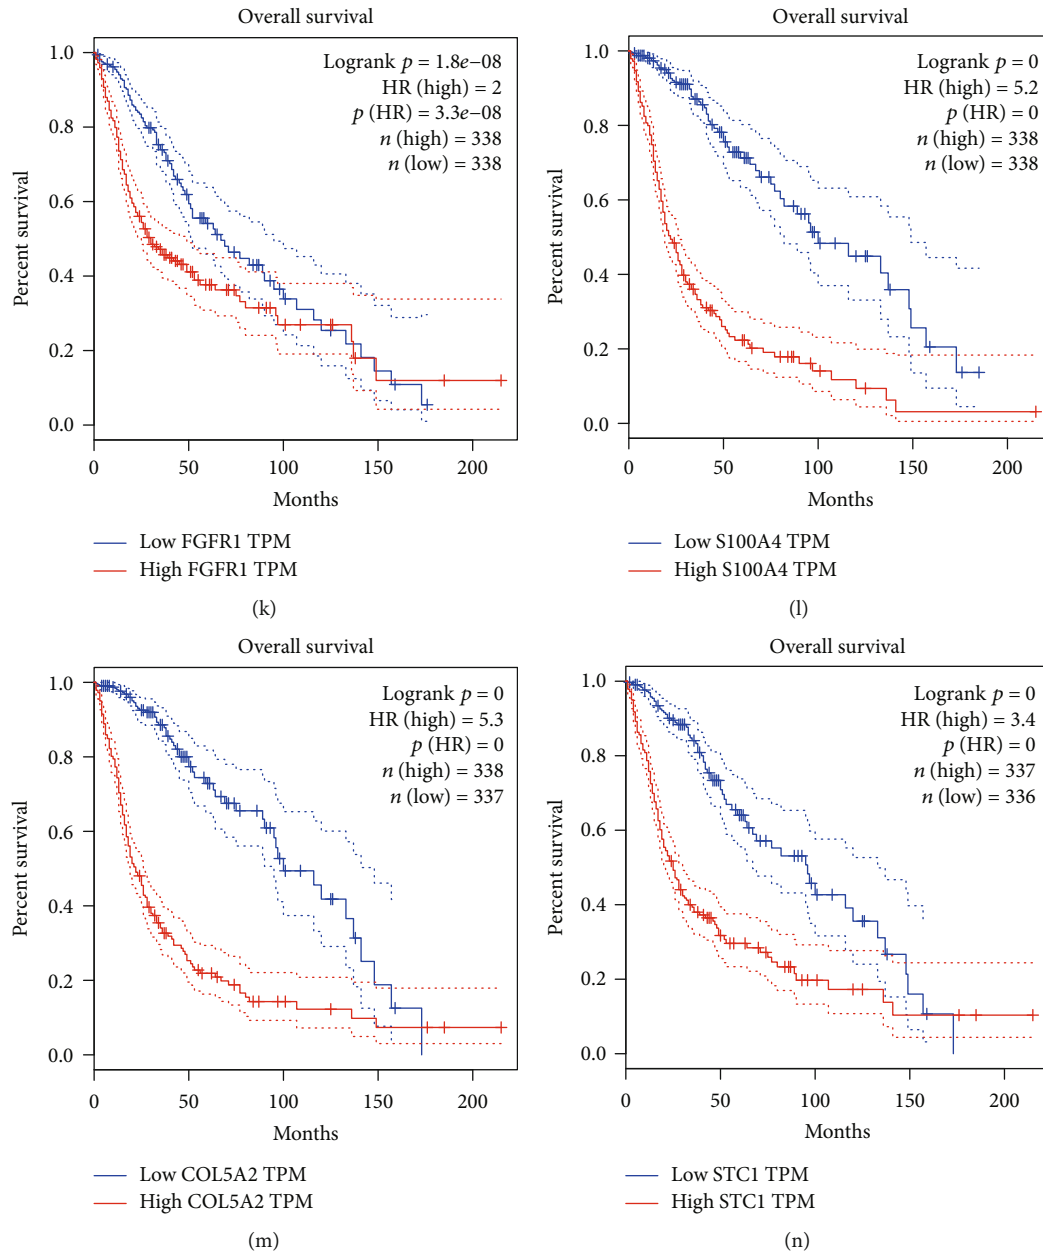 Overall survival
Logrank p = 1.8e−08
HR (high) = 2
p (HR) = 3.3e−08
n (high) = 338
n (low) = 338
Percent survival
1.0
0.8
0.6
0.4
0.2
0.0
0 50 100 150 200
Months
Low FGFR1 TPM
High FGFR1 TPM
(k)
Overall survival
Logrank p = 0
HR (high) = 5.2
p (HR) = 0
n (high) = 338
n (low) = 338
Percent survival
1.0
0.8
0.6
0.4
0.2
0.0
0 50 100 150 200
Months
Low S100A4 TPM
High S100A4 TPM
(l)
Overall survival
Logrank p = 0
HR (high) = 5.3
p (HR) = 0
n (high) = 338
n (low) = 337
Percent survival
1.0
0.8
0.6
0.4
0.2
0.0
0 50 100 150 200
Months
Low COL5A2 TPM
High COL5A2 TPM
(m)
Overall survival
Logrank p = 0
HR (high) = 3.4
p (HR) = 0
n (high) = 337
n (low) = 336
Percent survival
1.0
0.8
0.6
0.4
0.2
0.0
0 50 100 150 200
Months
Low STC1 TPM
High STC1 TPM
(n)